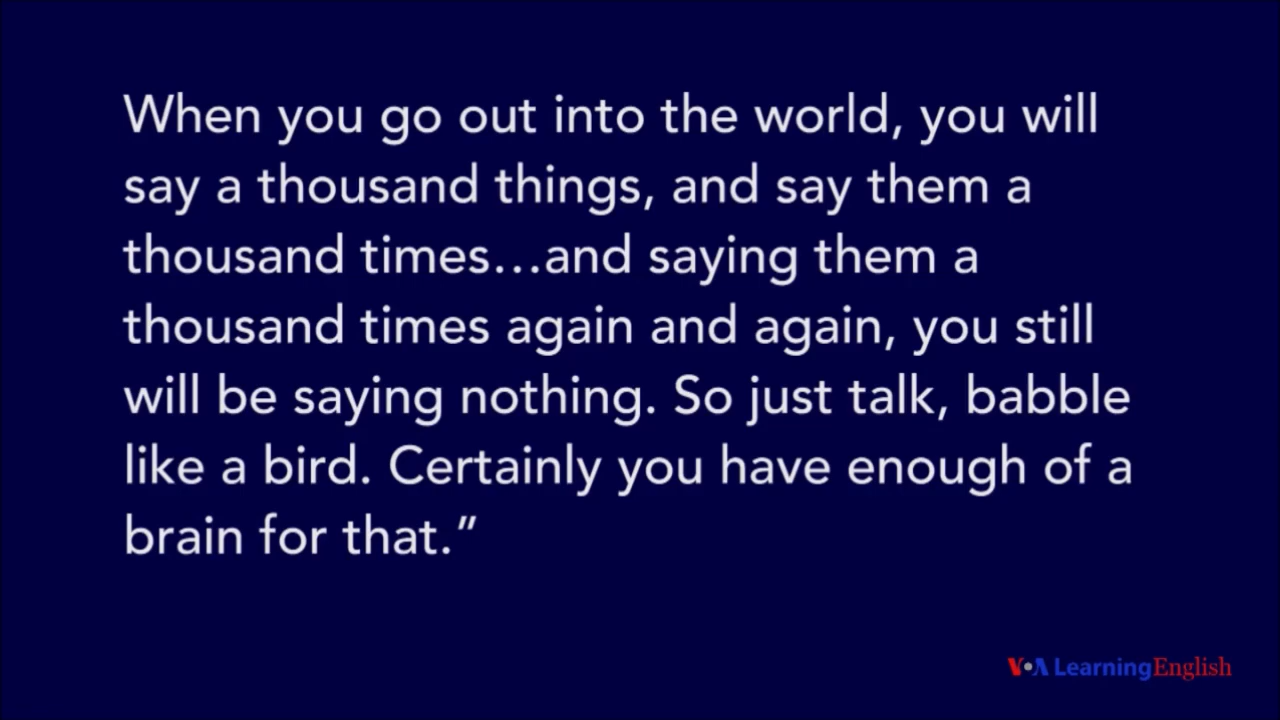 When you go out into the world, you will
say a thousand things, and say them a
thousand times…and saying them a
thousand times again and again, you still
will be saying nothing. So just talk, babble
like a bird. Certainly you have enough of a
brain for that.”
VOA LearningEnglish